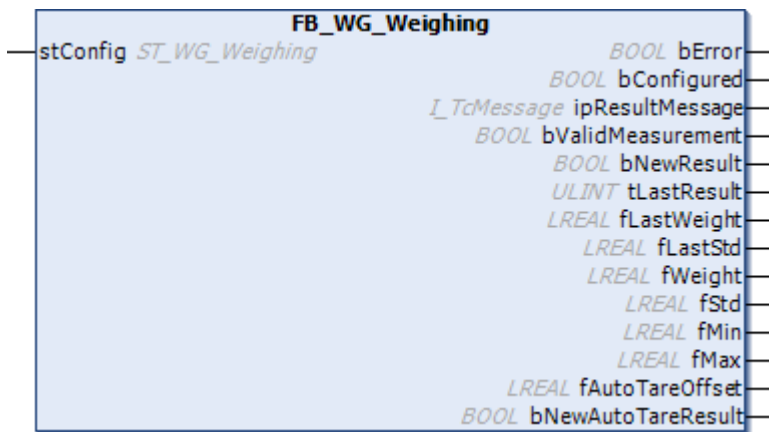 FB_WG_Weighing
stConfig ST_WG_Weighing BOOL bError
BOOL bConfigured
I_TcMessage ipResultMessage
BOOL bValidMeasurement
BOOL bNewResult
ULINT tLastResult
LREAL fLastWeight
LREAL fLastStd
LREAL fWeight
LREAL fStd
LREAL fMin
LREAL fMax
LREAL fAutoTareOffset
BOOL bNewAutoTareResult